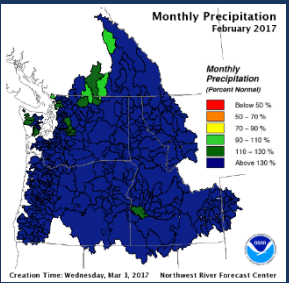 Monthly Precipitation
February 2017
Monthly
Precipitation
(Percent Normal)
Below 50 %
50 – 70 %
70 – 90 %
90 – 110 %
110 – 130 %
Above 130 %
NOAA
Creation Time: Wednesday, Mar 1, 2017 Northwest River Forecast Center